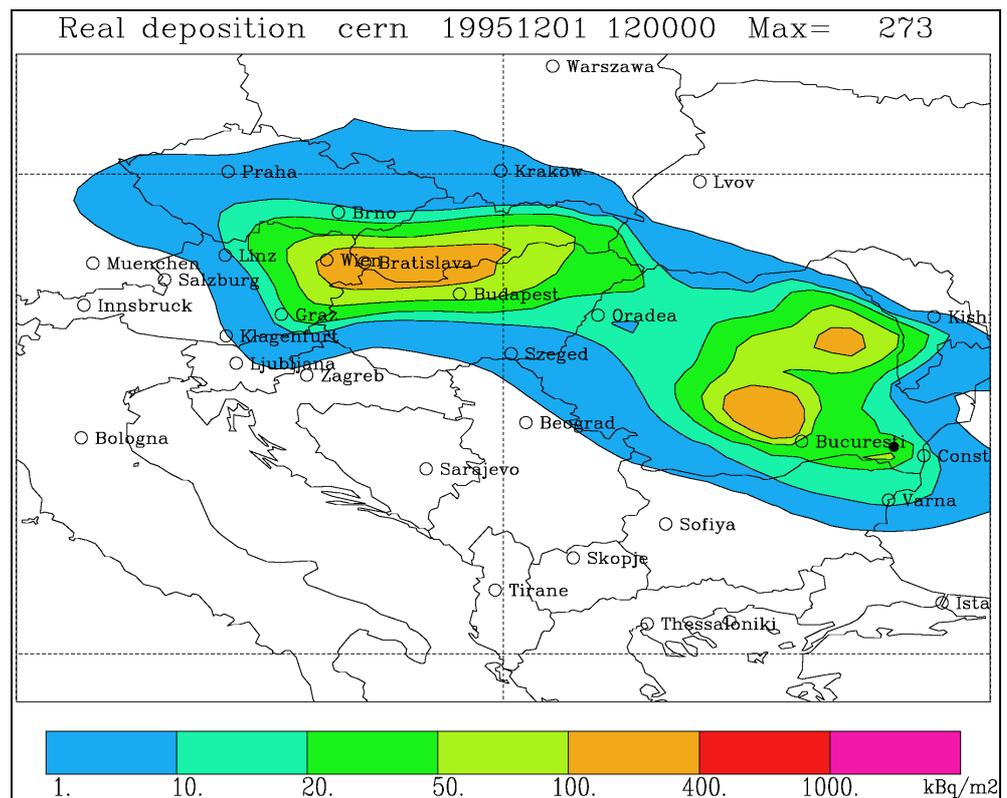 Real deposition cern 19951201 120000 Max= 273
Warszawa
Praha
Krakow
Lvov
Brno
Linz
Wien
Bratislava
Muenchen
Salzburg
Budapest
Innsbruck
Graz
Oradea
Kish
Klagenfurt
Szeged
Ljubljana
Zagreb
Beograd
Bologna
Bucuresti
Const
Sarajevo
Varna
Sofiya
Skopje
Tirane
Ista
Thessaloniki
1. 10. 20. 50. 100. 400. 1000. kBq/m2